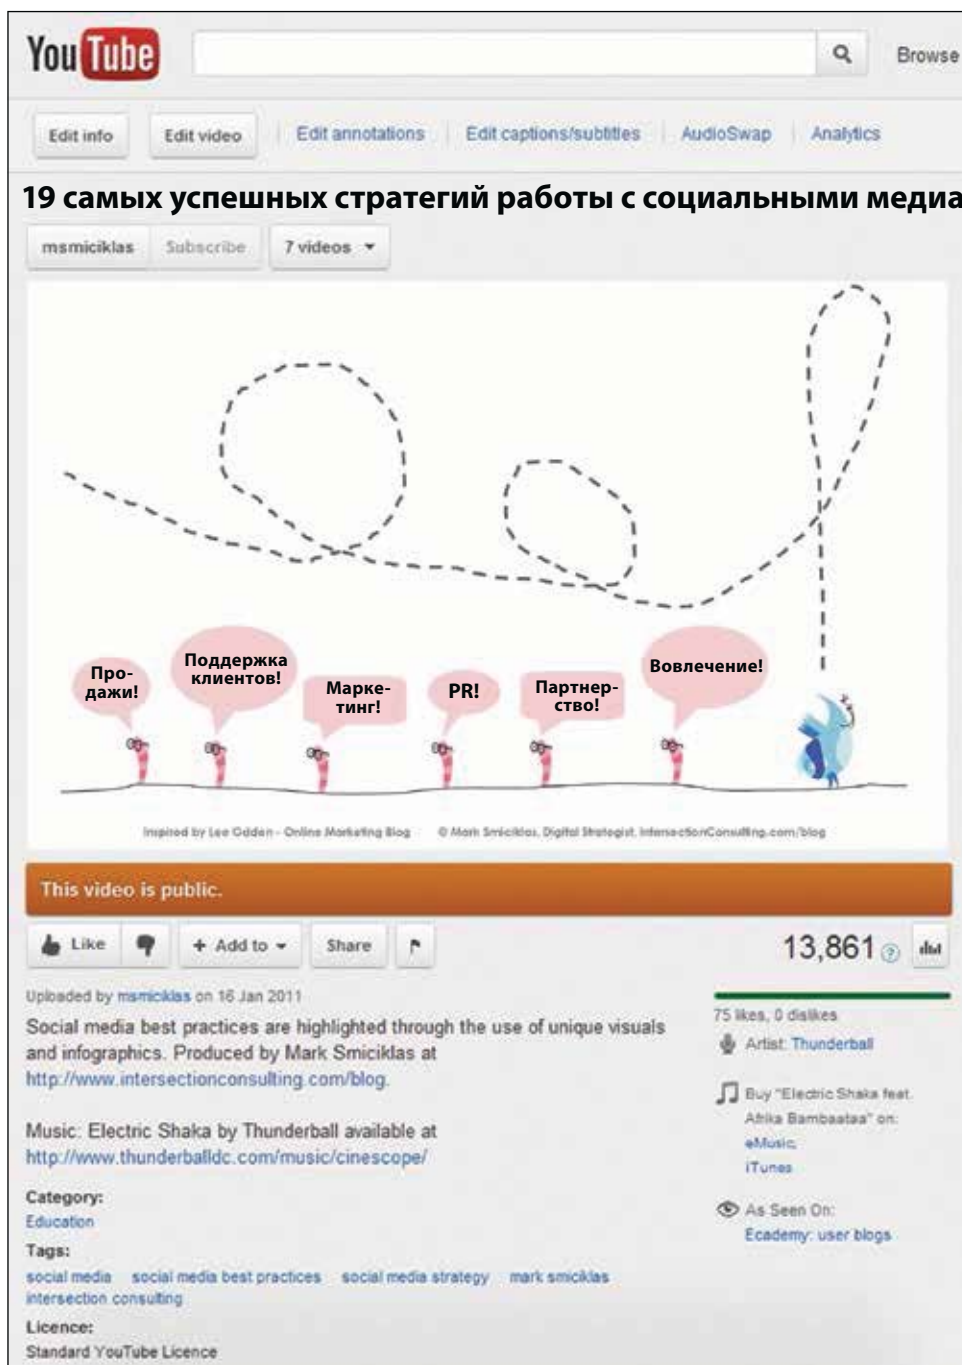 YouTube
Browse
Edit info Edit video Edit annotations Edit captions/subtitles AudioSwap Analytics
19 самых успешных стратегий работы с социальными медиа
msmiciklas Subscribe 7 videos
Про-
дажи!
Поддержка
клиентов!
Марке-
тинг!
PR!
Партнер-
ство!
Вовлечение!
Inspired by Lee Odden - Online Marketing Blog © Mark Smiciklas, Digital Strategist, IntersectionConsulting.com/blog
This video is public.
Like + Add to Share 13,861 ?
Uploaded by msmiciklas on 16 Jan 2011
Social media best practices are highlighted through the use of unique visuals
and infographics. Produced by Mark Smiciklas at
http://www.intersectionconsulting.com/blog.
Music: Electric Shaka by Thunderball available at
http://www.thunderballdc.com/music/cinescope/
Category:
Education
Tags:
social media social media best practices social media strategy mark smiciklas
intersection consulting
Licence:
Standard YouTube Licence
75 likes, 0 dislikes
Artist: Thunderball
Buy "Electric Shaka feat.
Afrika Bambaataa" on:
eMusic,
iTunes
As Seen On:
Ecademy: user blogs